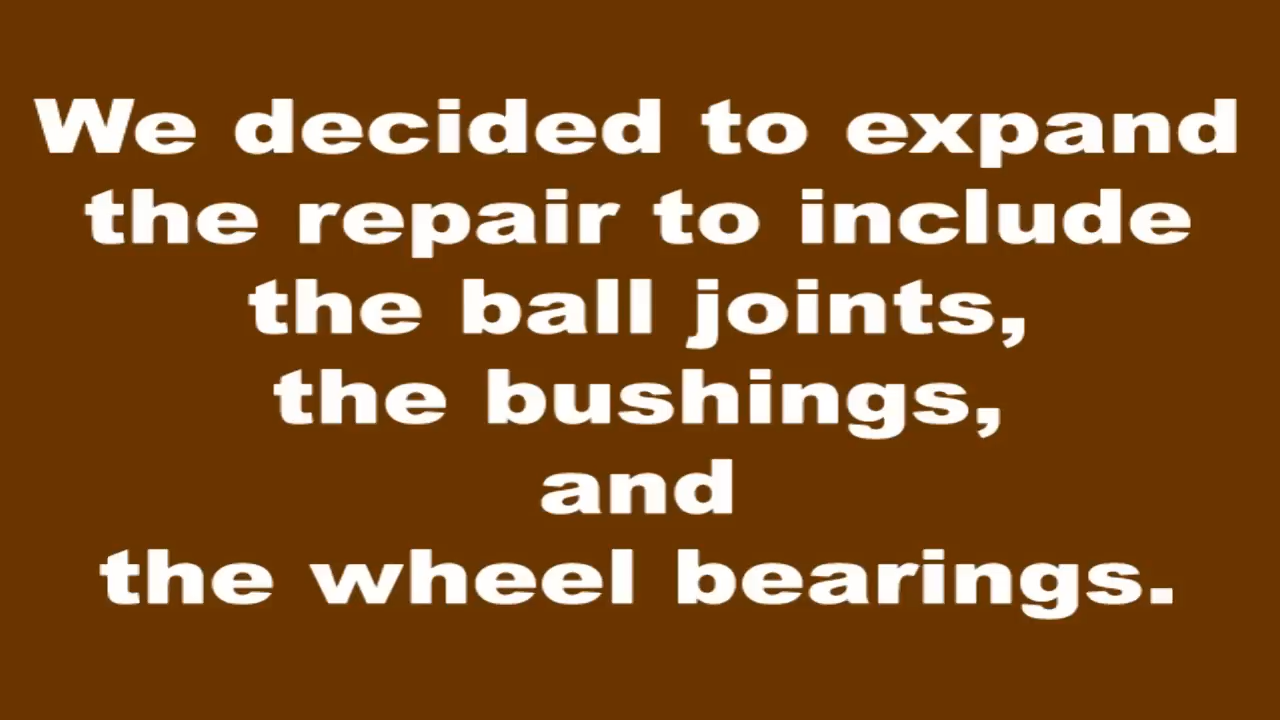 We decided to expand
the repair to include
the ball joints,
the bushings,
and
the wheel bearings.